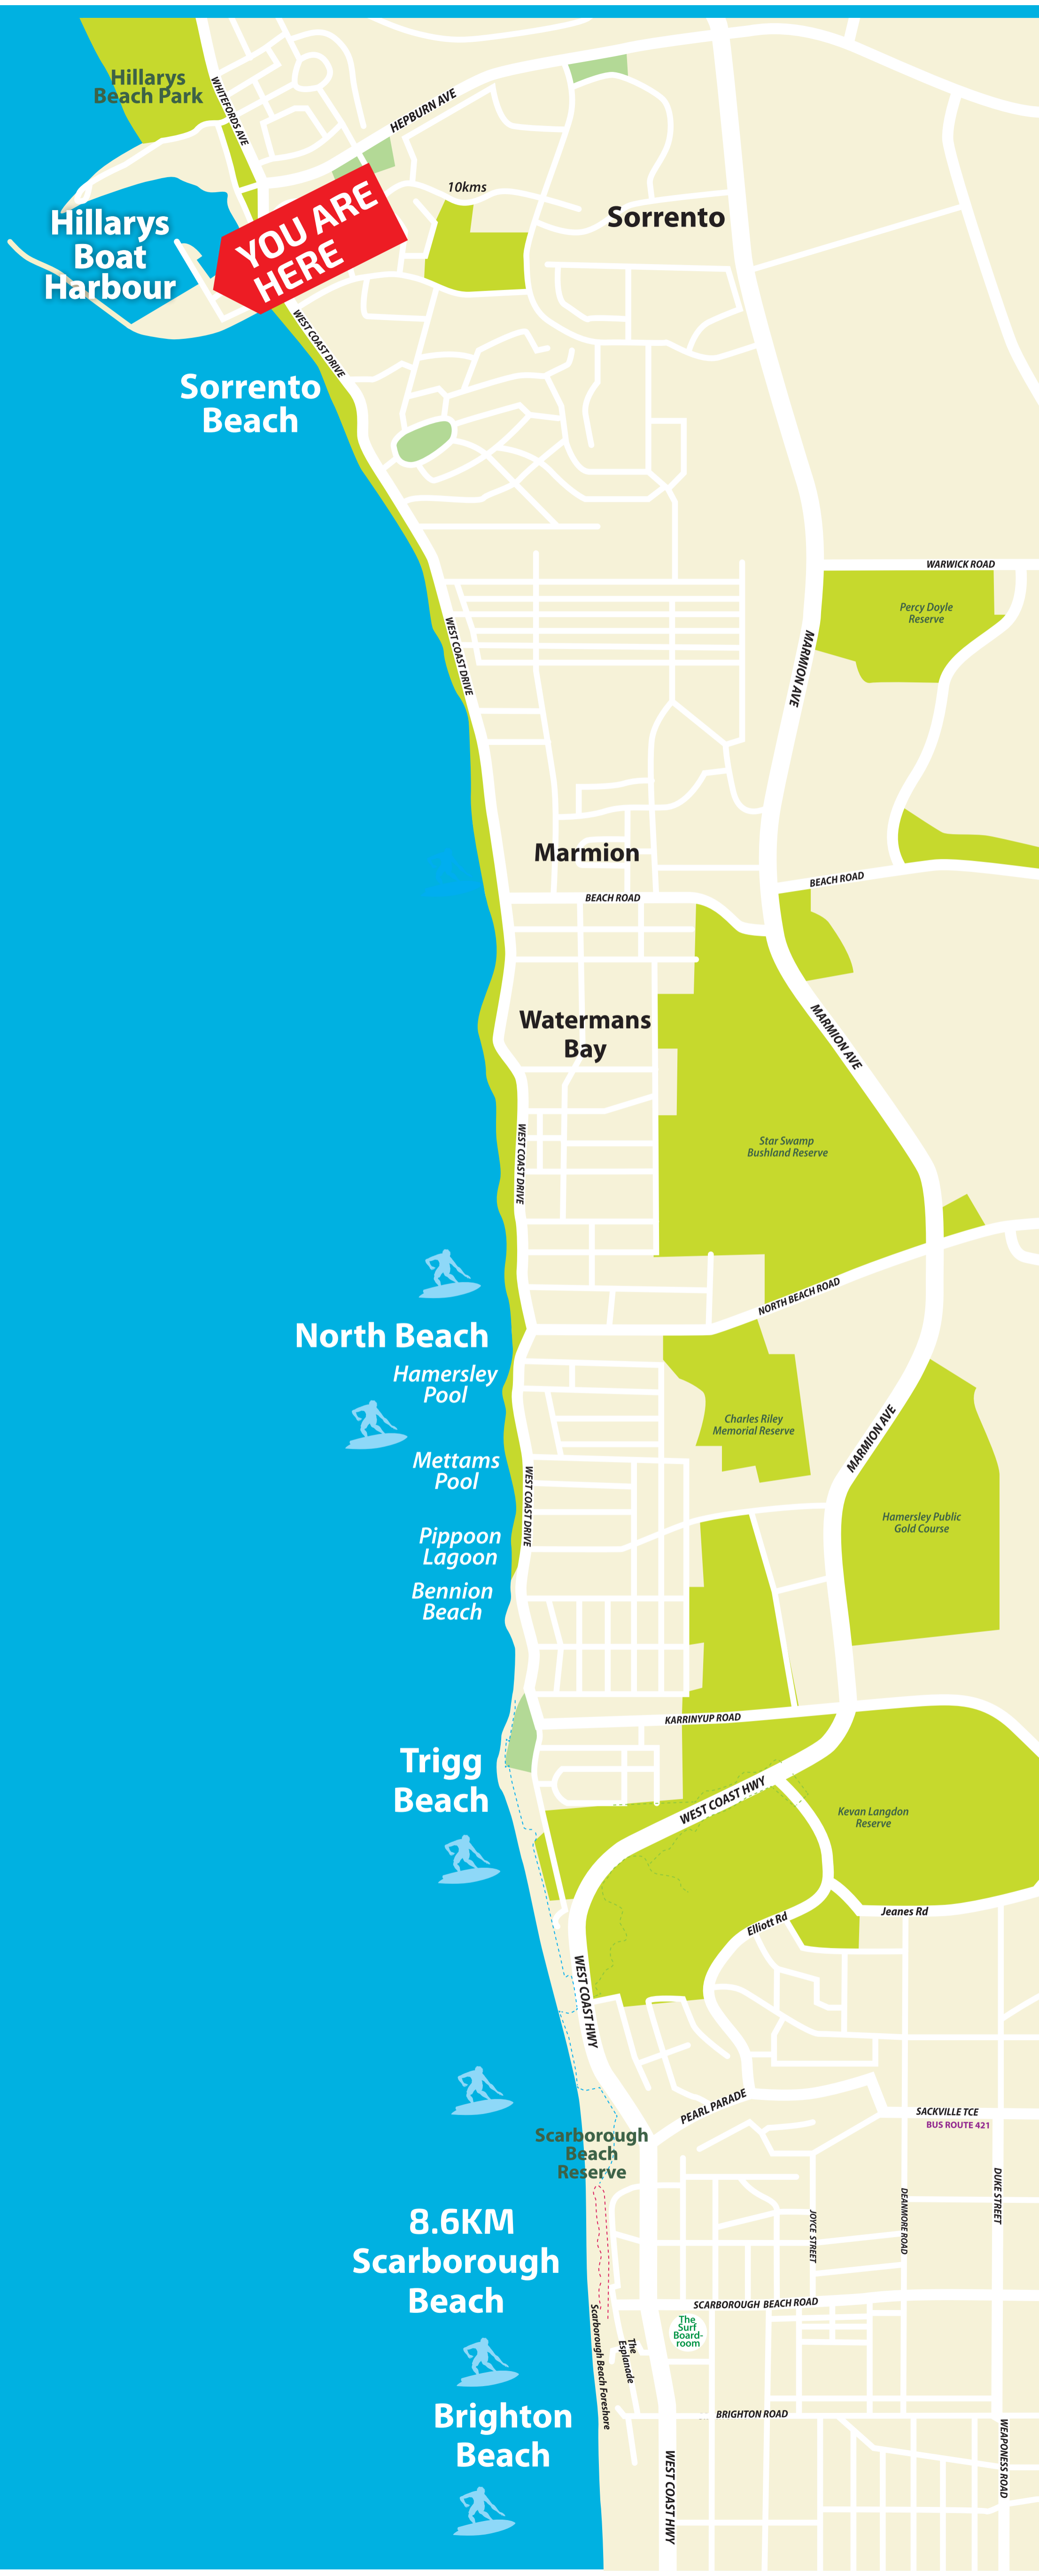 Hillarys
Beach Park
WHITEFORDS AVE
HEPBURN AVE
10kms
Sorrento
Hillarys
Boat
Harbour
YOU ARE
HERE
WEST COAST DRIVE
Sorrento
Beach
WARWICK ROAD
Percy Doyle
Reserve
WEST COAST DRIVE
MARMION AVE
Marmion
BEACH ROAD
BEACH ROAD
Watermans
Bay
MARMION AVE
WEST COAST DRIVE
Star Swamp
Bushland Reserve
NORTH BEACH ROAD
North Beach
Hamersley
Pool
Charles Riley
Memorial Reserve
MARMION AVE
Mettams
Pool
WEST COAST DRIVE
Hamersley Public
Gold Course
Pippoon
Lagoon
Bennion
Beach
KARRINYUP ROAD
Trigg
Beach
WEST COAST HWY
Kevan Langdon
Reserve
Elliott Rd
Jeanes Rd
WEST COAST HWY
PEARL PARADE
SACKVILLE TCE
BUS ROUTE 421
Scarborough
Beach
Reserve
DUKE STREET
DEANMORE ROAD
JOYCE STREET
8.6KM
Scarborough
Beach
SCARBOROUGH BEACH ROAD
The
Surf
Board-
room
Scarborough Beach Foreshore
The
Esplanade
Brighton
Beach
BRIGHTON ROAD
WEAPONESS ROAD
WEST COAST HWY